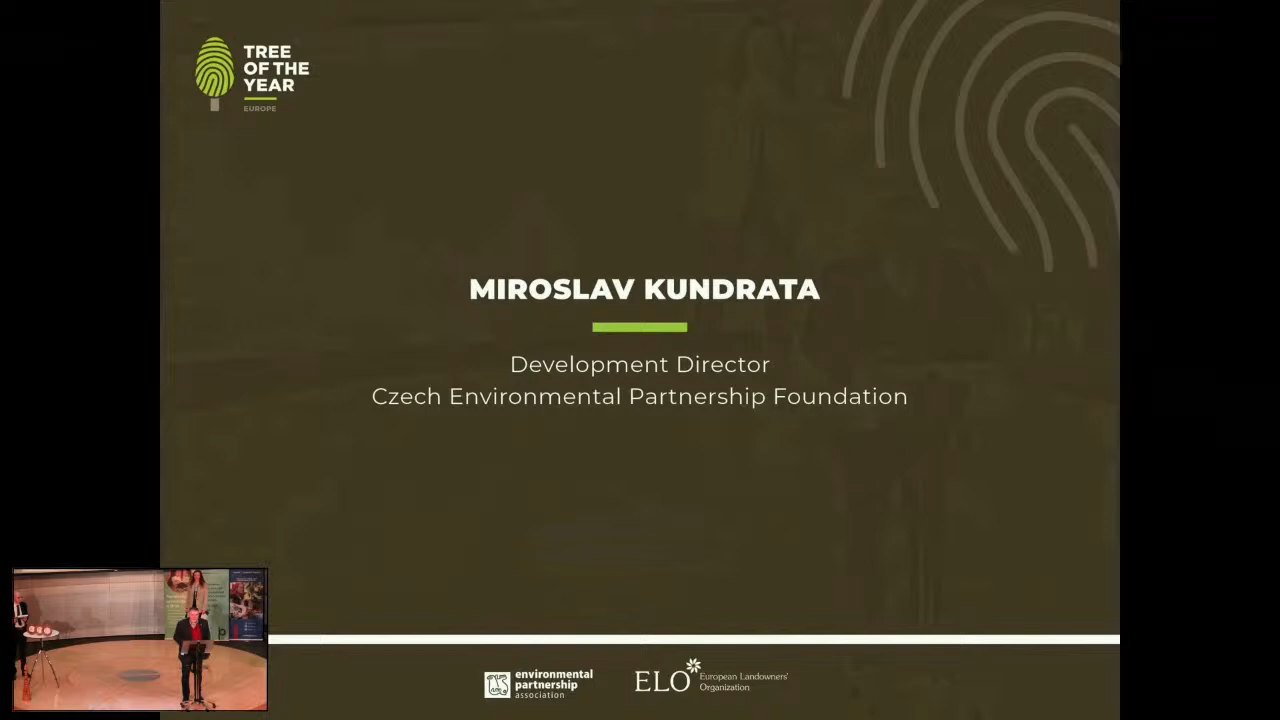 TREE
OF THE
YEAR
EUROPE
MIROSLAV KUNDRATA
Development Director
Czech Environmental Partnership Foundation
environmental
partnership
association
ELO
European Landowners'
Organization